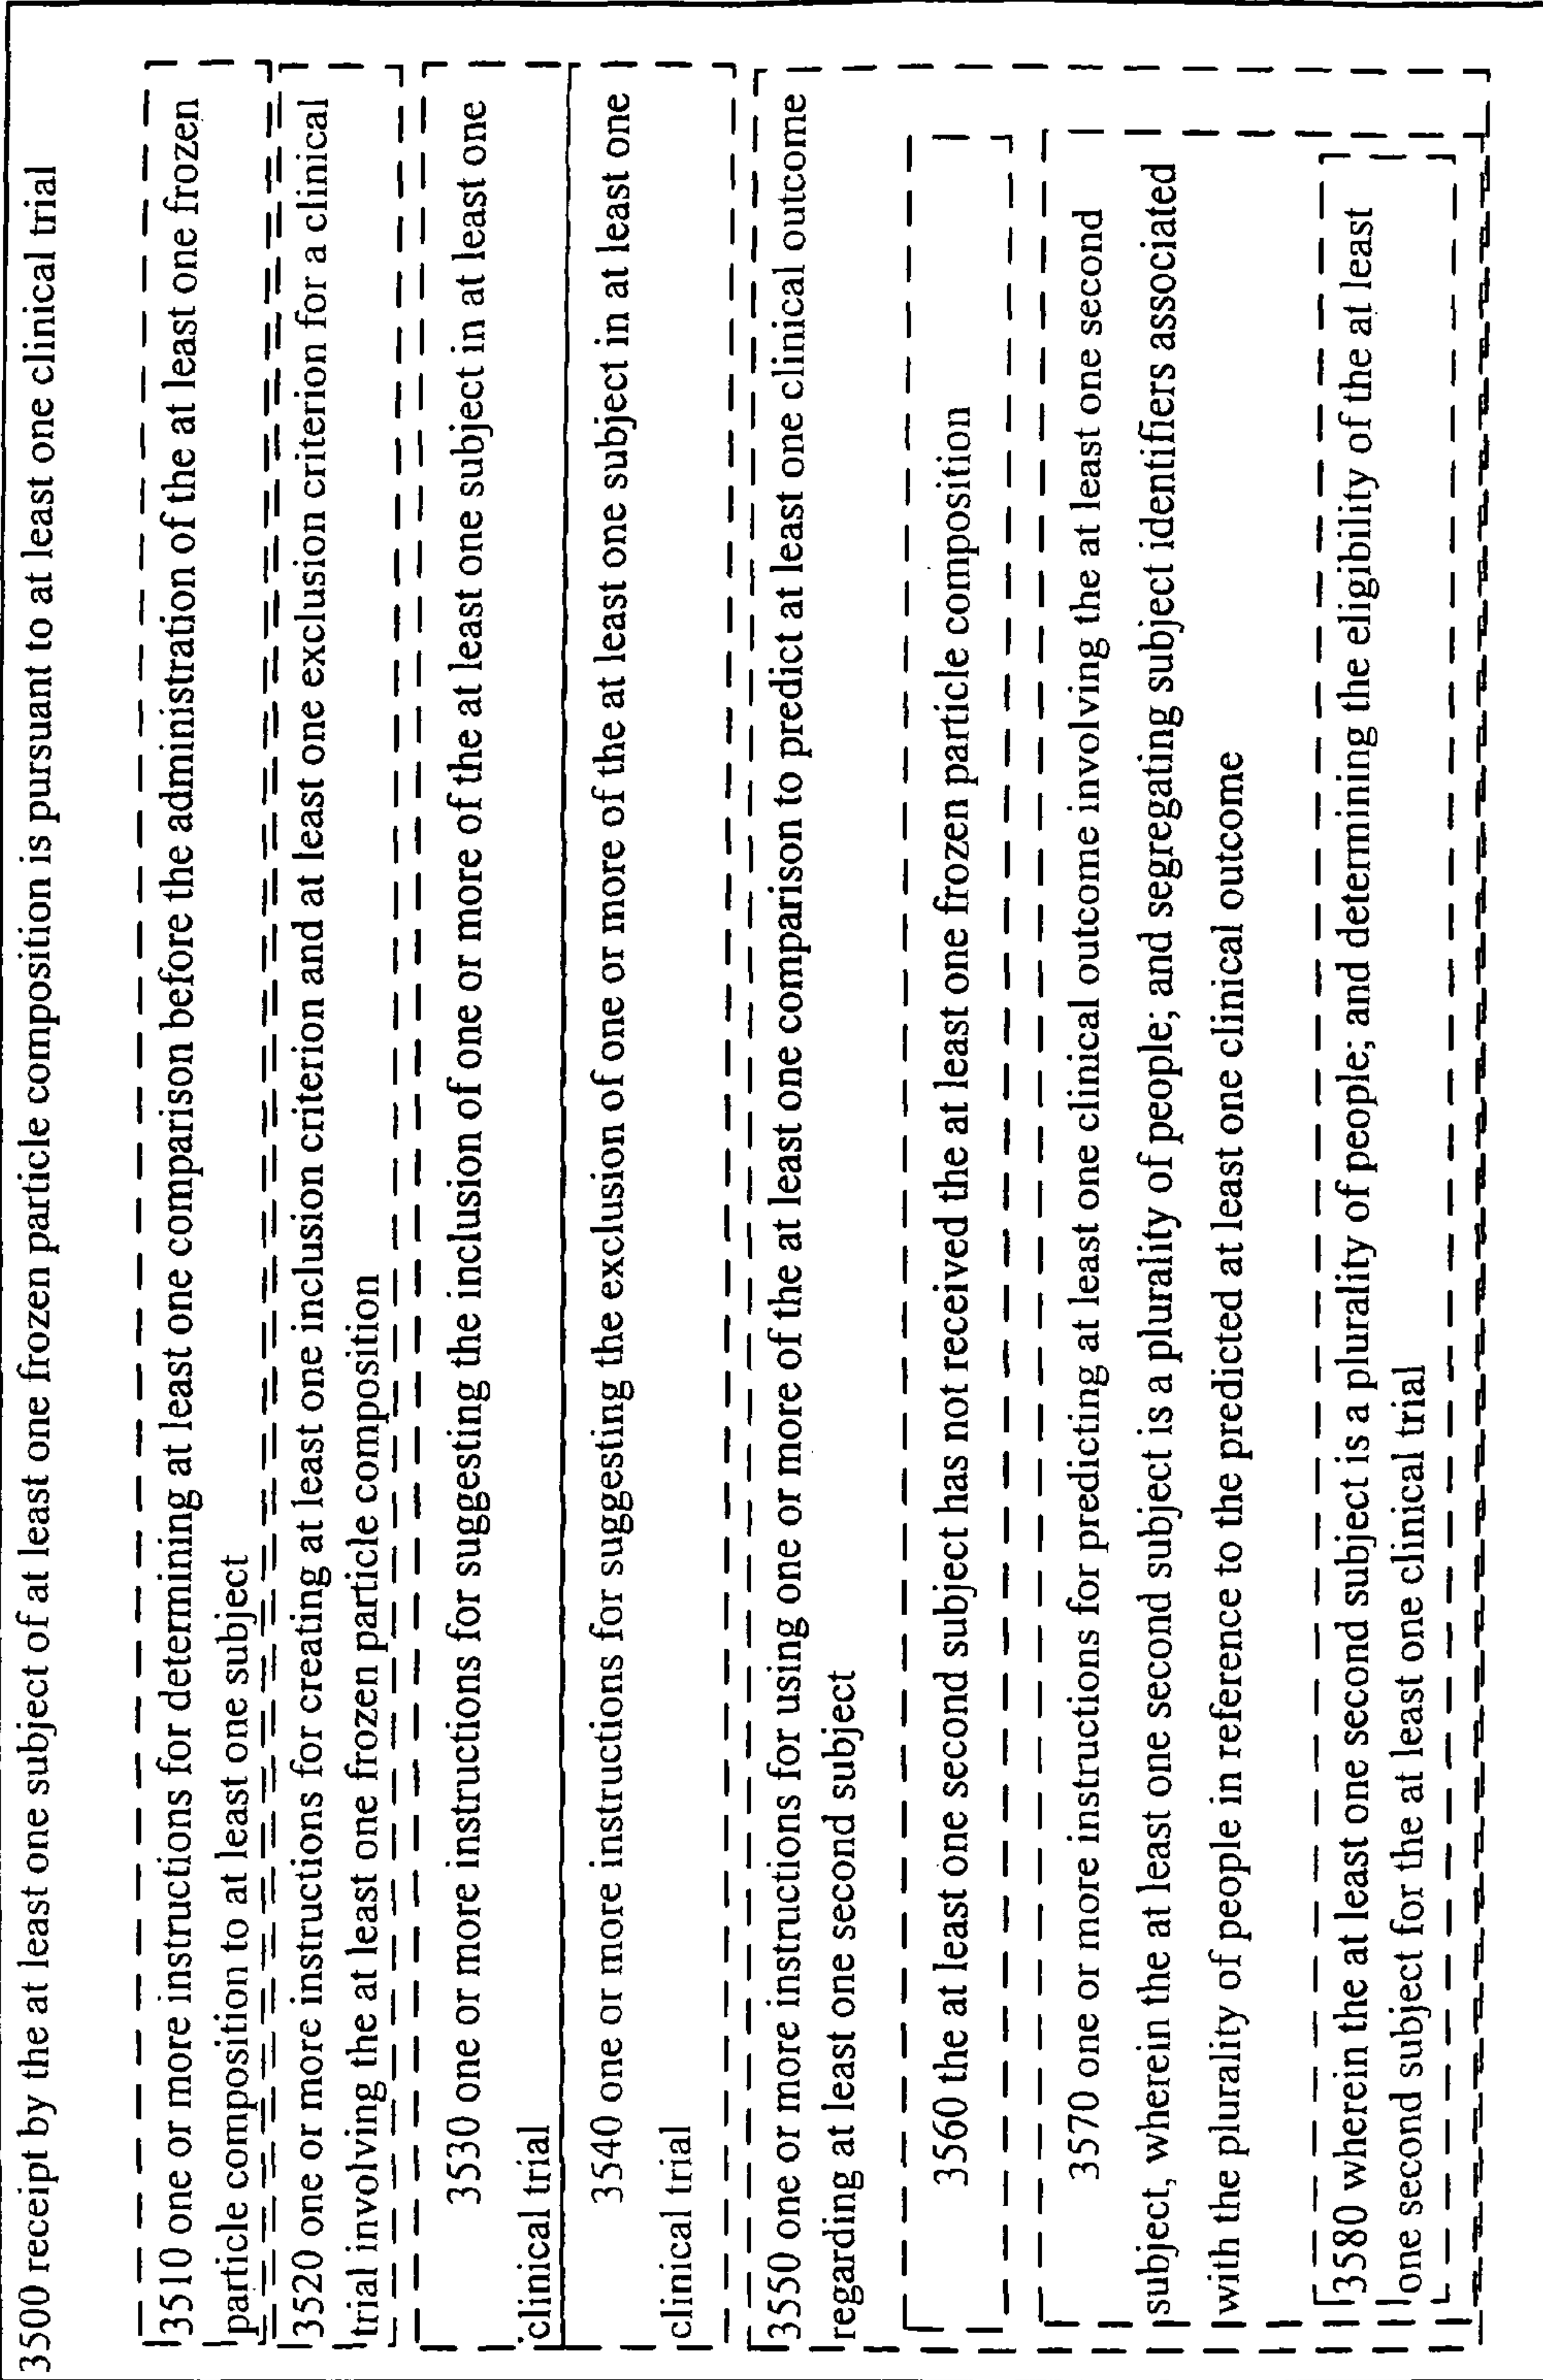 3500 receipt by the at least one subject of at least one frozen particle composition is pursuant to at least one clinical trial
3510 one or more instructions for determining at least one comparison before the administration of the at least one frozen
particle composition to at least one subject
3520 one or more instructions for creating at least one inclusion criterion and at least one exclusion criterion for a clinical
trial involving the at least one frozen particle composition
3530 one or more instructions for suggesting the inclusion of one or more of the at least one subject in at least one
clinical trial
3540 one or more instructions for suggesting the exclusion of one or more of the at least one subject in at least one
clinical trial
3550 one or more instructions for using one or more of the at least one comparison to predict at least one clinical outcome
regarding at least one second subject
3560 the at least one second subject has not received the at least one frozen particle composition
3570 one or more instructions for predicting at least one clinical outcome involving the at least one second
subject, wherein the at least one second subject is a plurality of people; and segregating subject identifiers associated
with the plurality of people in reference to the predicted at least one clinical outcome
3580 wherein the at least one second subject is a plurality of people; and determining the eligibility of the at least
one second subject for the at least one clinical trial